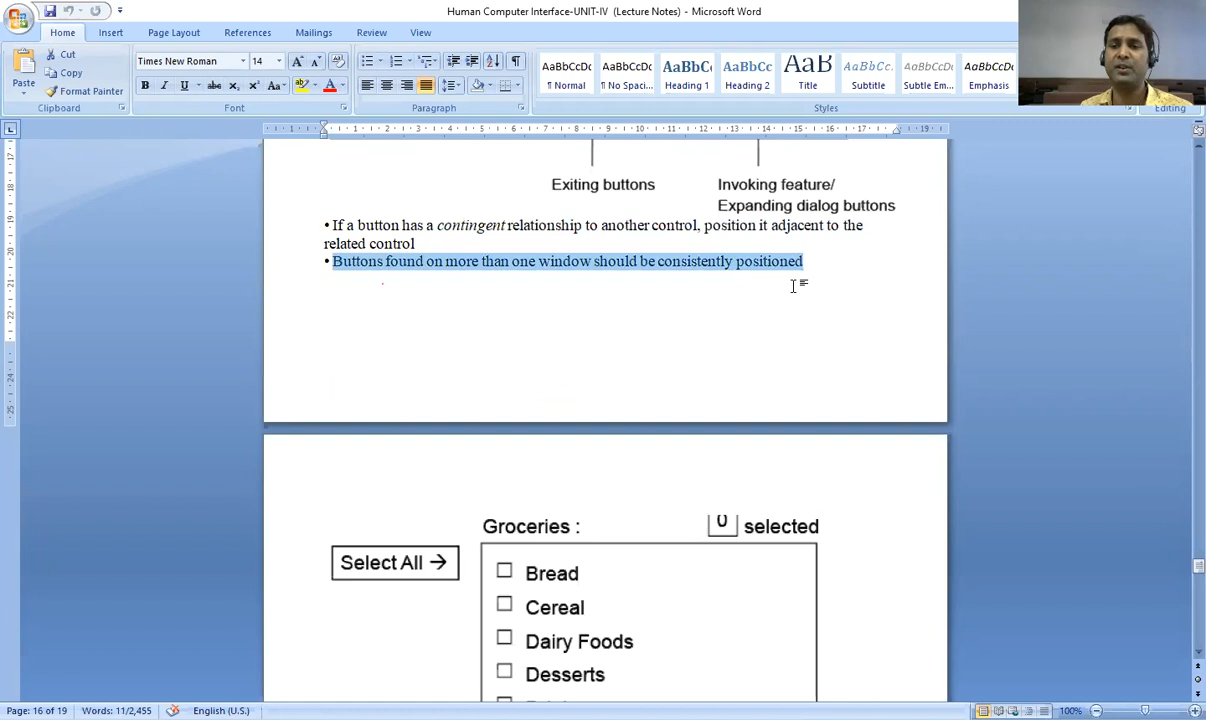 Human Computer Interface-UNIT-IV (Lecture Notes) - Microsoft Word
Home Insert Page Layout References Mailings Review View
Paste
Cut
Copy
Format Painter
Clipboard
Times New Roman 14
Font
Paragraph
AaBbCcDc AaBbCcDc AaBbCc AaBbCc AaB AaBbCc AaBbCcDc AaBbCcDc
¶ Normal ¶ No Spaci... Heading 1 Heading 2 Title Subtitle Subtle Em... Emphasis
Styles
Editing
Exiting buttons
Invoking feature/
Expanding dialog buttons
• If a button has a contingent relationship to another control, position it adjacent to the
related control
• Buttons found on more than one window should be consistently positioned
Groceries : 0 selected
Select All →
Bread
Cereal
Dairy Foods
Desserts
Page: 16 of 19 Words: 11/2,455 English (U.S.) 100%